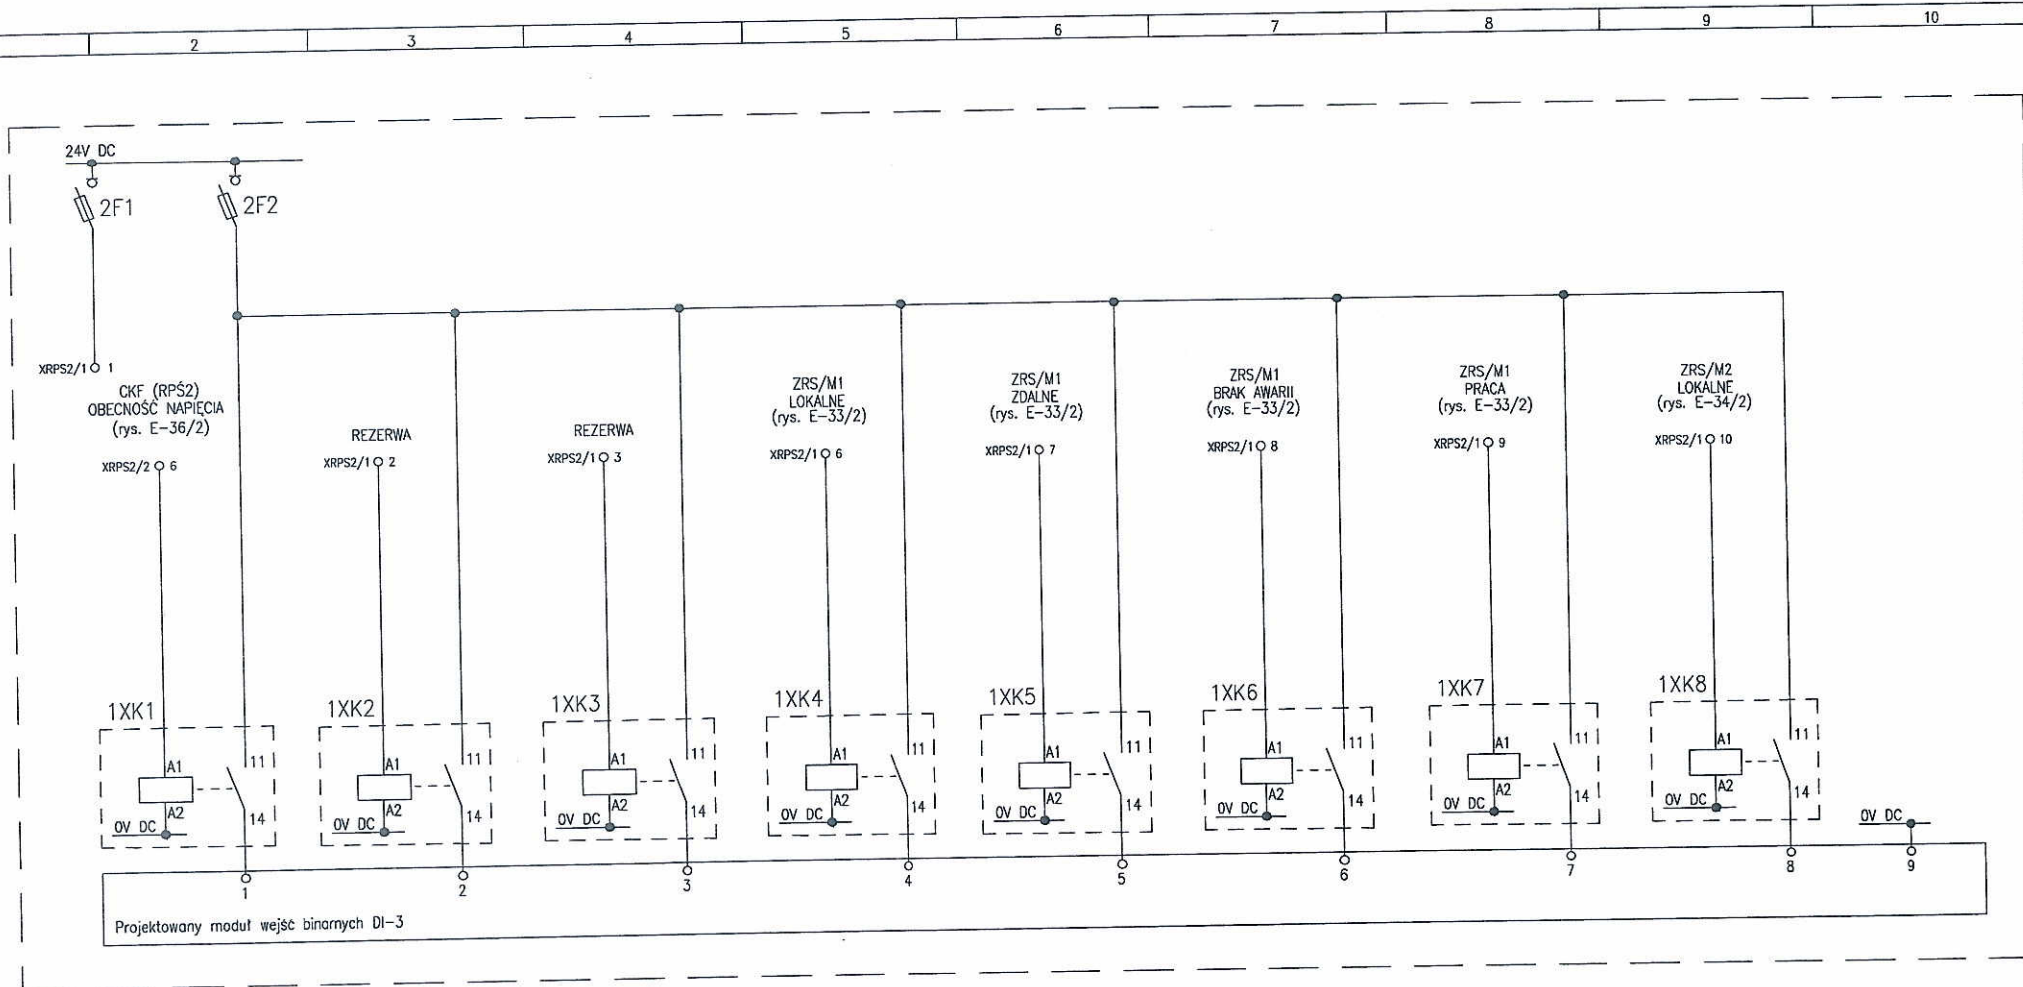 2 3 4 5 6 7 8 9 10
24V DC
2F1
2F2
XRPS2/1 1
CKF (RPŚ2)
OBECNOŚĆ NAPIĘCIA
(rys. E-36/2)
XRPS2/2 6
REZERWA
XRPS2/1 2
REZERWA
XRPS2/1 3
ZRS/M1
LOKALNE
(rys. E-33/2)
XRPS2/1 6
ZRS/M1
ZDALNE
(rys. E-33/2)
XRPS2/1 7
ZRS/M1
BRAK AWARII
(rys. E-33/2)
XRPS2/1 8
ZRS/M1
PRACA
(rys. E-33/2)
XRPS2/1 9
ZRS/M2
LOKALNE
(rys. E-34/2)
XRPS2/1 10
1XK1
A1
11
A2
14
0V DC
1XK2
A1
11
A2
14
0V DC
1XK3
A1
11
A2
14
0V DC
1XK4
A1
11
A2
14
0V DC
1XK5
A1
11
A2
14
0V DC
1XK6
A1
11
A2
14
0V DC
1XK7
A1
11
A2
14
0V DC
1XK8
A1
11
A2
14
0V DC
0V DC
1 2 3 4 5 6 7 8 9
Projektowany moduł wejść binarnych DI-3